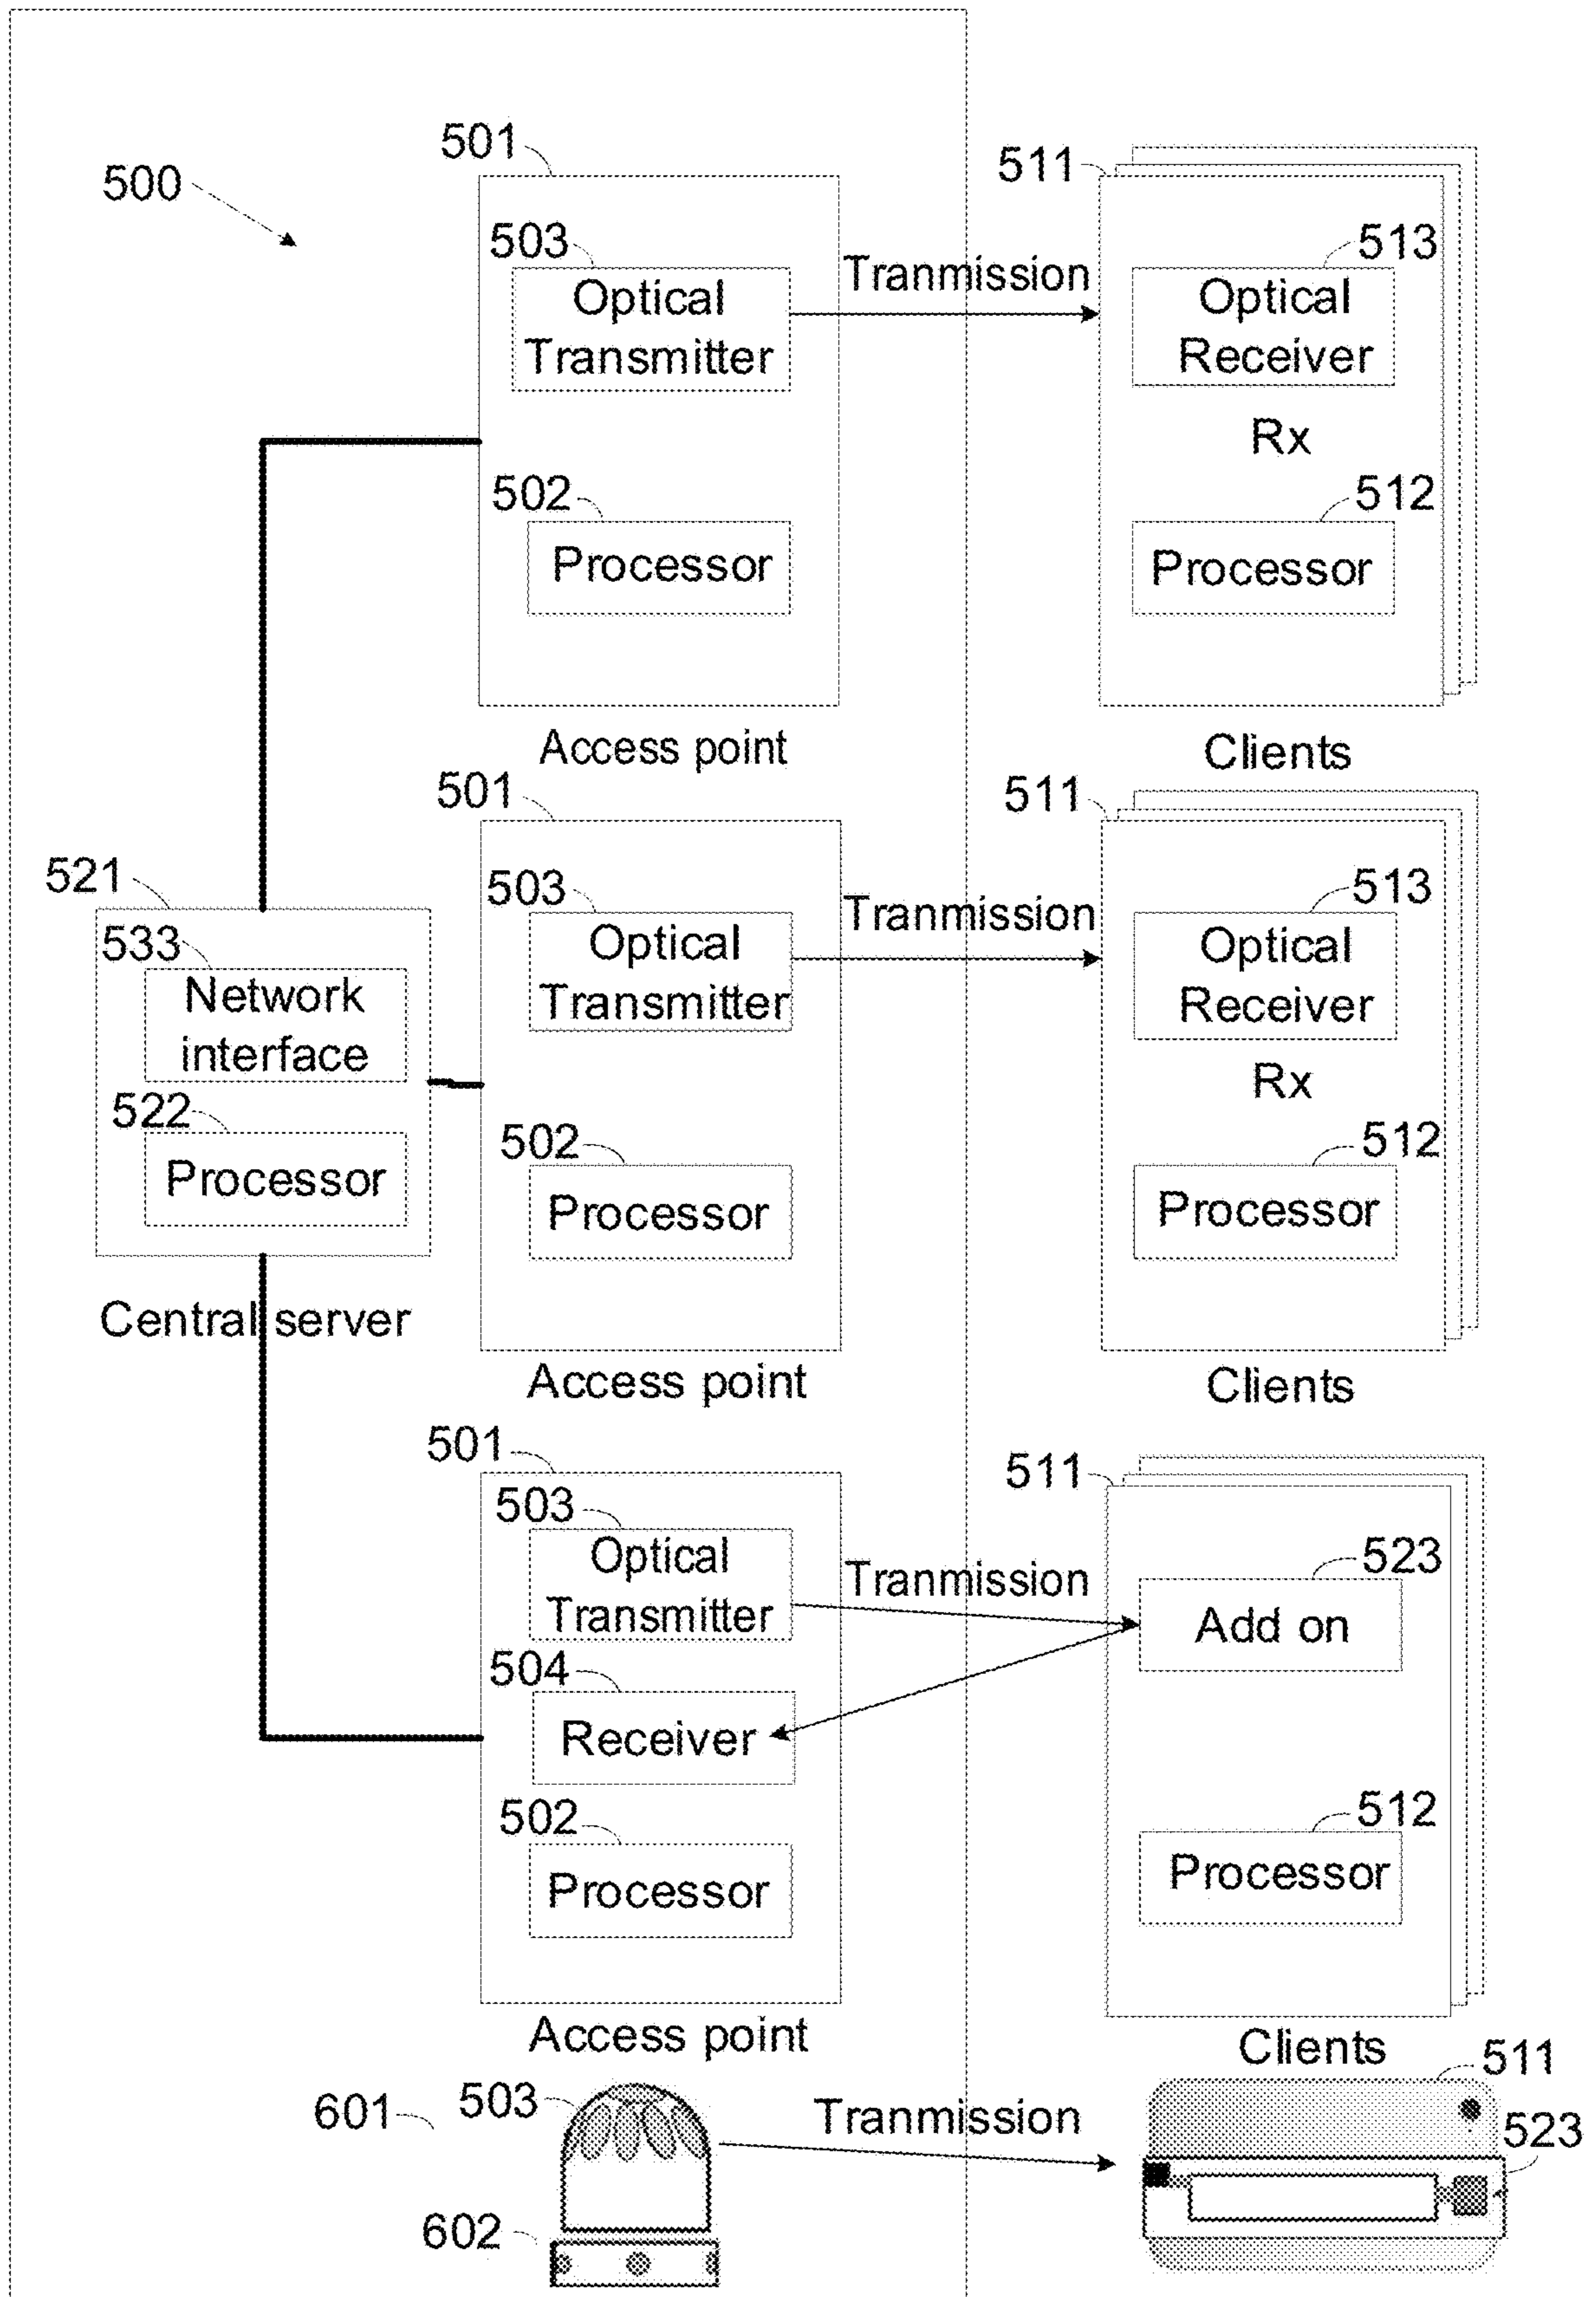 501
500
511
503
513
Tranmission
Optical
Transmitter
Optical
Receiver
Rx
502
512
Processor
Processor
Access point
Clients
501
511
521
503
513
Tranmission
533
Optical
Transmitter
Optical
Receiver
Network
interface
Rx
522
502
512
Processor
Processor
Processor
Central server
Access point
Clients
501
511
503
523
Optical
Transmitter
Tranmission
Add on
504
Receiver
502
512
Processor
Processor
Access point
Clients
511
601
503
Tranmission
523
602